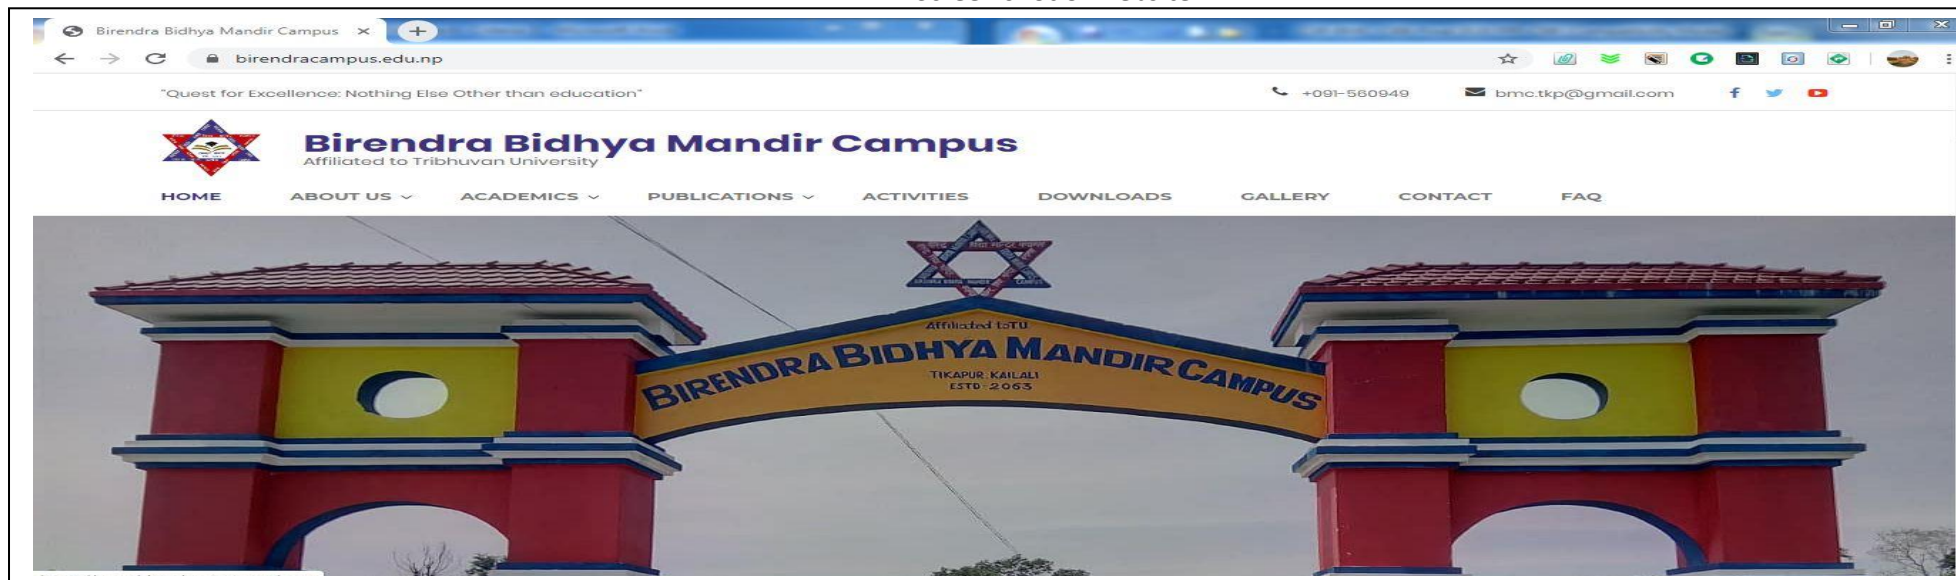 Birendra Bidhya Mandir Campus
birendracampus.edu.np
"Quest for Excellence: Nothing Else Other than education"
+091-560949
bmc.tkp@gmail.com
Birendra Bidhya Mandir Campus
Affiliated to Tribhuvan University
HOME ABOUT US ACADEMICS PUBLICATIONS ACTIVITIES DOWNLOADS GALLERY CONTACT FAQ
Affiliated to TU
BIRENDRA BIDHYA MANDIR CAMPUS
TIKAPUR, KAILALI
ESTD-2063